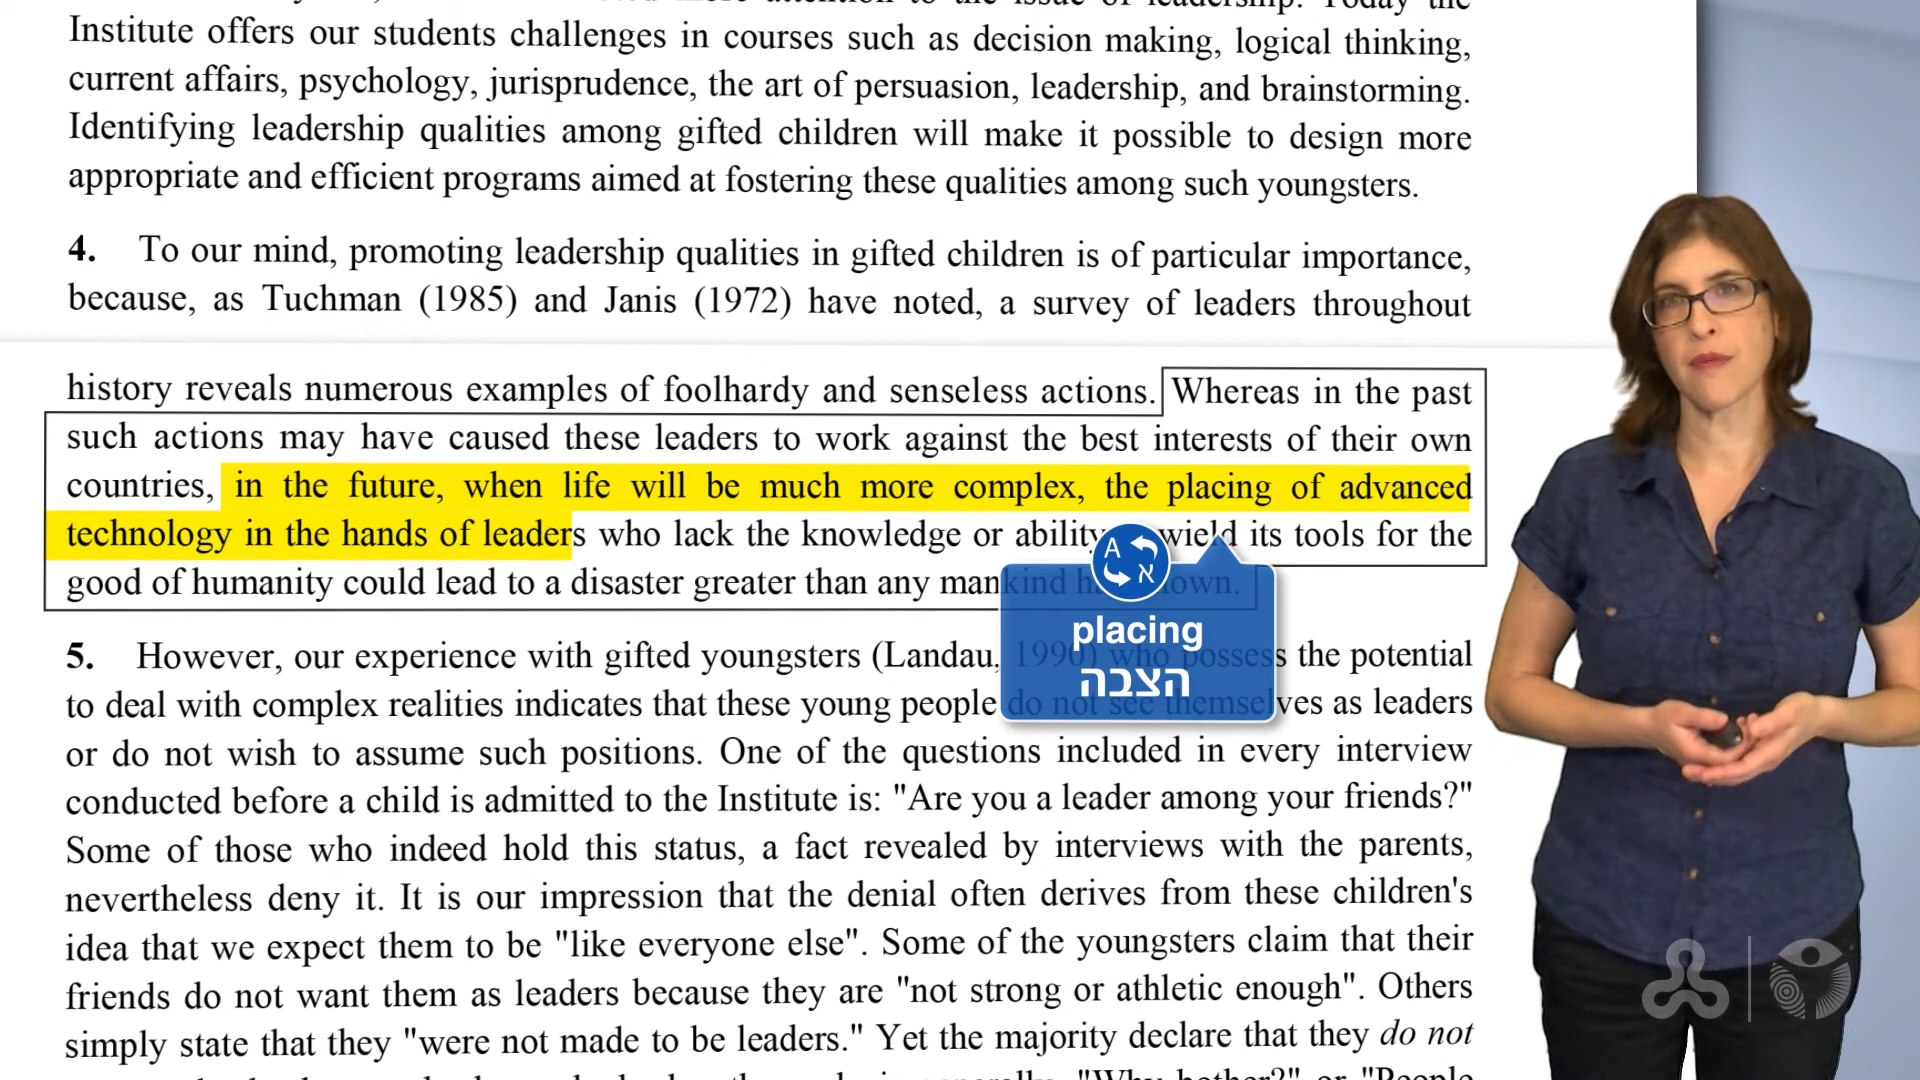 Institute offers our students challenges in courses such as decision making, logical thinking,
current affairs, psychology, jurisprudence, the art of persuasion, leadership, and brainstorming.
Identifying leadership qualities among gifted children will make it possible to design more
appropriate and efficient programs aimed at fostering these qualities among such youngsters.
4. To our mind, promoting leadership qualities in gifted children is of particular importance,
because, as Tuchman (1985) and Janis (1972) have noted, a survey of leaders throughout
history reveals numerous examples of foolhardy and senseless actions. Whereas in the past
such actions may have caused these leaders to work against the best interests of their own
countries, in the future, when life will be much more complex, the placing of advanced
technology in the hands of leaders who lack the knowledge or ability wield its tools for the
good of humanity could lead to a disaster greater than any mankind
A א
placing
הצבה
5. However, our experience with gifted youngsters (Landau, 1990) who possess the potential
to deal with complex realities indicates that these young people do not see themselves as leaders
or do not wish to assume such positions. One of the questions included in every interview
conducted before a child is admitted to the Institute is: "Are you a leader among your friends?"
Some of those who indeed hold this status, a fact revealed by interviews with the parents,
nevertheless deny it. It is our impression that the denial often derives from these children's
idea that we expect them to be "like everyone else". Some of the youngsters claim that their
friends do not want them as leaders because they are "not strong or athletic enough". Others
simply state that they "were not made to be leaders." Yet the majority declare that they do not